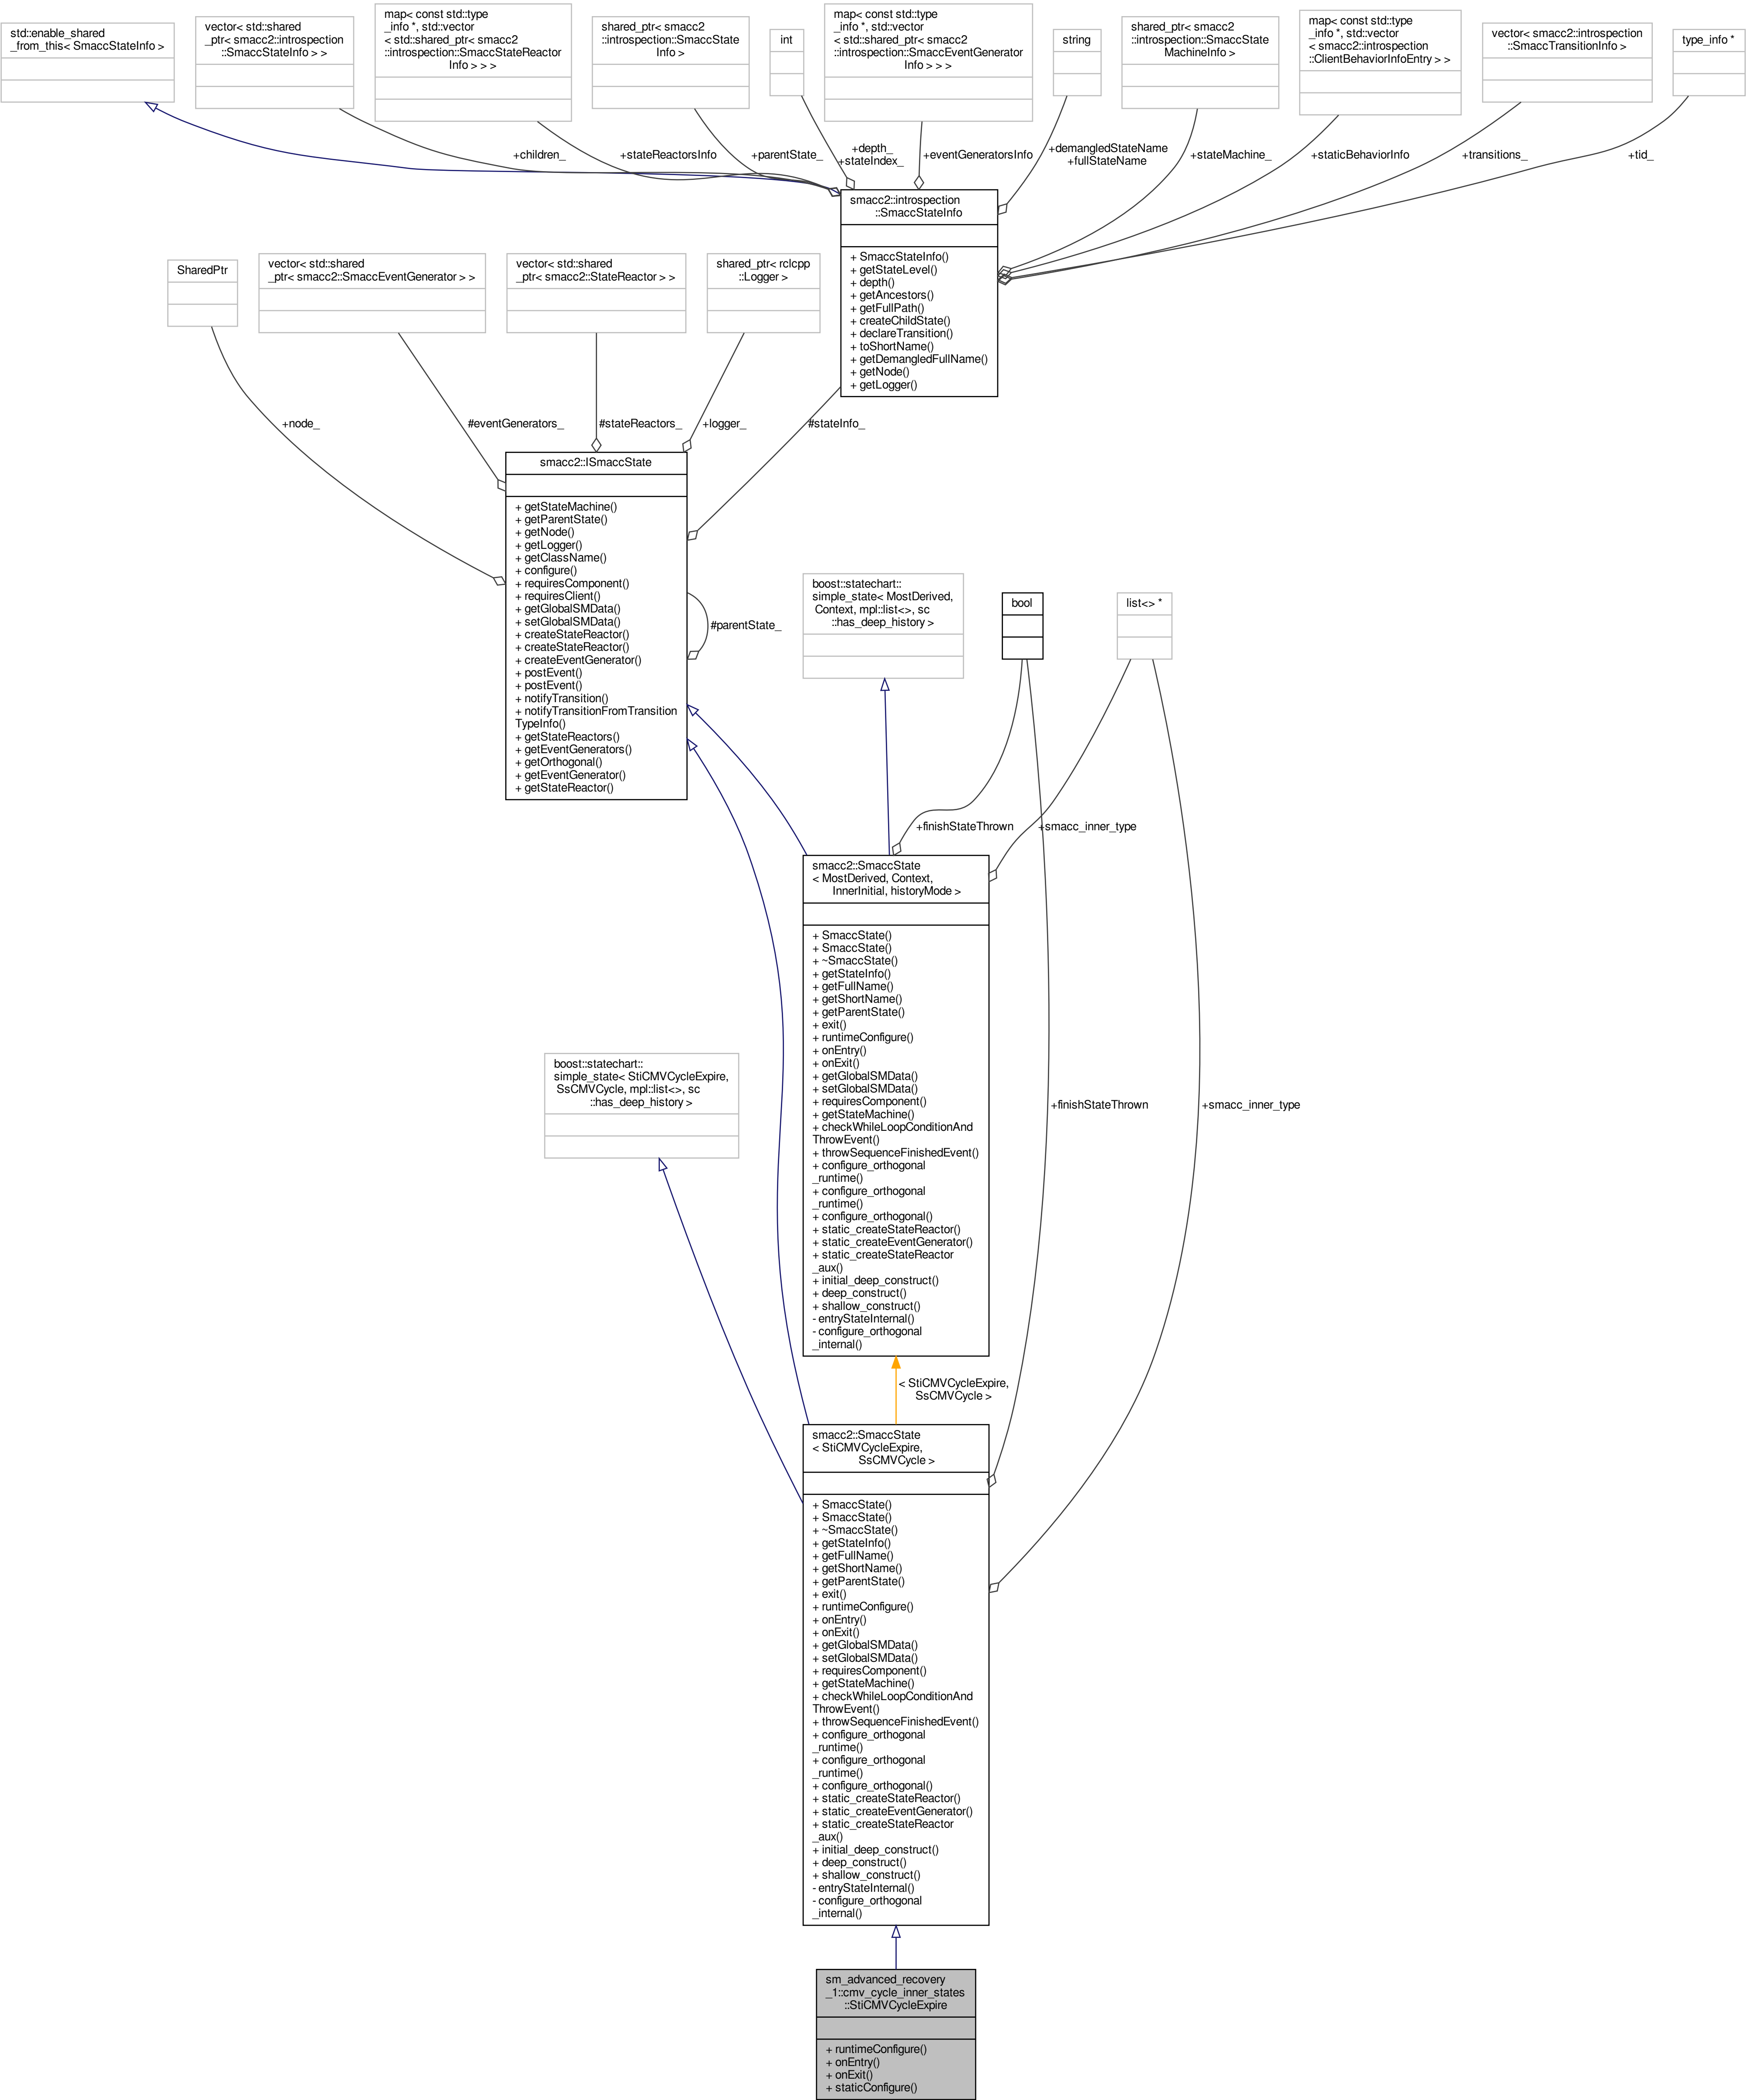 std::enable_shared
_from_this< SmaccStateInfo >
vector< std::shared
_ptr< smacc2::introspection
::SmaccStateInfo > >
map< const std::type
_info *, std::vector
< std::shared_ptr< smacc2
::introspection::SmaccStateReactor
Info > > >
shared_ptr< smacc2
::introspection::SmaccState
Info >
int
map< const std::type
_info *, std::vector
< std::shared_ptr< smacc2
::introspection::SmaccEventGenerator
Info > > >
string
shared_ptr< smacc2
::introspection::SmaccState
MachineInfo >
map< const std::type
_info *, std::vector
< smacc2::introspection
::ClientBehaviorInfoEntry > >
vector< smacc2::introspection
::SmaccTransitionInfo >
type_info *
+children_
+stateReactorsInfo
+parentState_
+depth_
+stateIndex_
+eventGeneratorsInfo
+demangledStateName
+fullStateName
+stateMachine_
+staticBehaviorInfo
+transitions_
+tid_
smacc2::introspection
::SmaccStateInfo
+ SmaccStateInfo()
+ getStateLevel()
+ depth()
+ getAncestors()
+ getFullPath()
+ createChildState()
+ declareTransition()
+ toShortName()
+ getDemangledFullName()
+ getNode()
+ getLogger()
SharedPtr
vector< std::shared
_ptr< smacc2::SmaccEventGenerator > >
vector< std::shared
_ptr< smacc2::StateReactor > >
shared_ptr< rclcpp
::Logger >
+node_
#eventGenerators_
#stateReactors_
+logger_
#stateInfo_
smacc2::ISmaccState
+ getStateMachine()
+ getParentState()
+ getNode()
+ getLogger()
+ getClassName()
+ configure()
+ requiresComponent()
+ requiresClient()
+ getGlobalSMData()
+ setGlobalSMData()
+ createStateReactor()
+ createStateReactor()
+ createEventGenerator()
+ postEvent()
+ postEvent()
+ notifyTransition()
+ notifyTransitionFromTransition
TypeInfo()
+ getStateReactors()
+ getEventGenerators()
+ getOrthogonal()
+ getEventGenerator()
+ getStateReactor()
#parentState_
boost::statechart::
simple_state< MostDerived,
Context, mpl::list<>, sc
::has_deep_history >
bool
list<> *
+finishStateThrown
+smacc_inner_type
smacc2::SmaccState
< MostDerived, Context,
InnerInitial, historyMode >
+ SmaccState()
+ SmaccState()
+ ~SmaccState()
+ getStateInfo()
+ getFullName()
+ getShortName()
+ getParentState()
+ exit()
+ runtimeConfigure()
+ onEntry()
+ onExit()
+ getGlobalSMData()
+ setGlobalSMData()
+ requiresComponent()
+ getStateMachine()
+ checkWhileLoopConditionAnd
ThrowEvent()
+ throwSequenceFinishedEvent()
+ configure_orthogonal
_runtime()
+ configure_orthogonal
_runtime()
+ configure_orthogonal()
+ static_createStateReactor()
+ static_createEventGenerator()
+ static_createStateReactor
_aux()
+ initial_deep_construct()
+ deep_construct()
+ shallow_construct()
- entryStateInternal()
- configure_orthogonal
_internal()
boost::statechart::
simple_state< StiCMVCycleExpire,
SsCMVCycle, mpl::list<>, sc
::has_deep_history >
+finishStateThrown
+smacc_inner_type
< StiCMVCycleExpire,
SsCMVCycle >
smacc2::SmaccState
< StiCMVCycleExpire,
SsCMVCycle >
+ SmaccState()
+ SmaccState()
+ ~SmaccState()
+ getStateInfo()
+ getFullName()
+ getShortName()
+ getParentState()
+ exit()
+ runtimeConfigure()
+ onEntry()
+ onExit()
+ getGlobalSMData()
+ setGlobalSMData()
+ requiresComponent()
+ getStateMachine()
+ checkWhileLoopConditionAnd
ThrowEvent()
+ throwSequenceFinishedEvent()
+ configure_orthogonal
_runtime()
+ configure_orthogonal
_runtime()
+ configure_orthogonal()
+ static_createStateReactor()
+ static_createEventGenerator()
+ static_createStateReactor
_aux()
+ initial_deep_construct()
+ deep_construct()
+ shallow_construct()
- entryStateInternal()
- configure_orthogonal
_internal()
sm_advanced_recovery
_1::cmv_cycle_inner_states
::StiCMVCycleExpire
+ runtimeConfigure()
+ onEntry()
+ onExit()
+ staticConfigure()